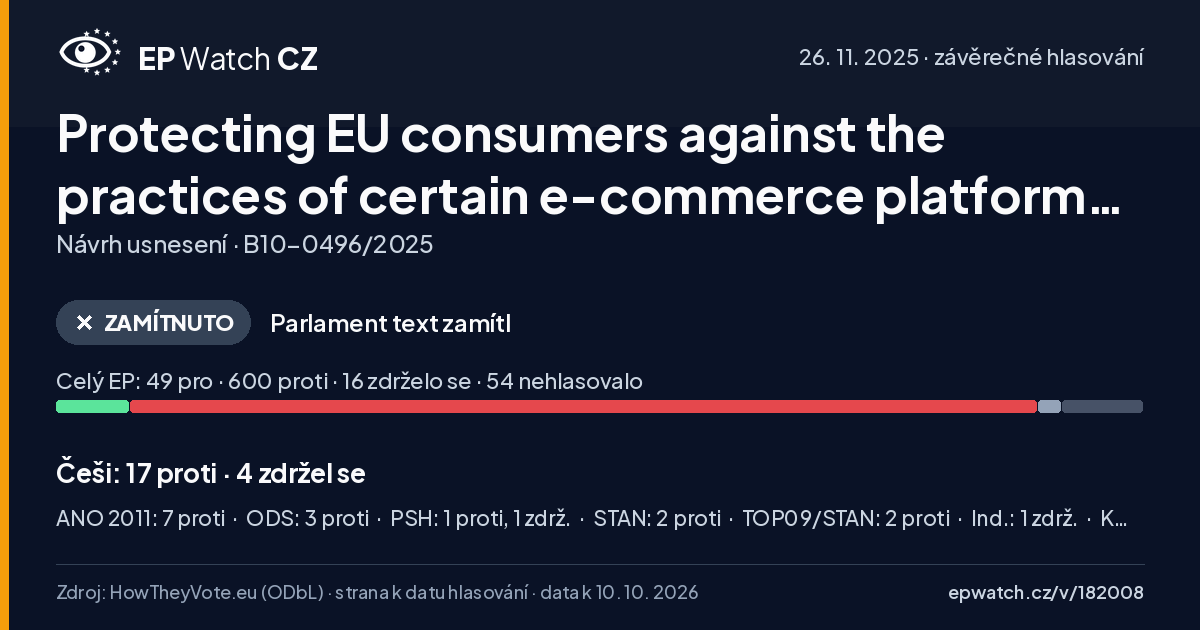 EP Watch CZ
26. 11. 2025 · závěrečné hlasování
Protecting EU consumers against the
practices of certain e-commerce platform…
Návrh usnesení · B10-0496/2025
✕ ZAMÍTNUTO
Parlament text zamítl
Celý EP: 49 pro · 600 proti · 16 zdrželo se · 54 nehlasovalo
Češi: 17 proti · 4 zdržel se
ANO 2011: 7 proti · ODS: 3 proti · PSH: 1 proti, 1 zdrž. · STAN: 2 proti · TOP09/STAN: 2 proti · Ind.: 1 zdrž. · K…
Zdroj: HowTheyVote.eu (ODbL) · strana k datu hlasování · data k 10. 10. 2026
epwatch.cz/v/182008